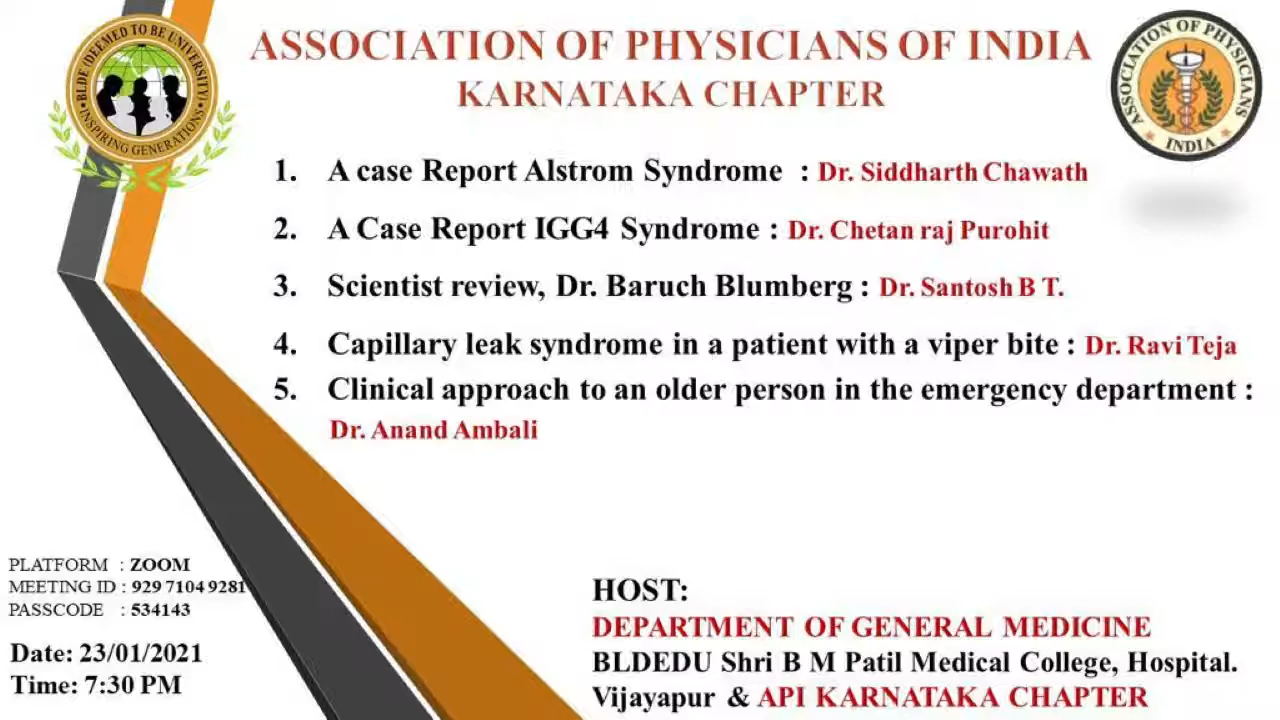 BLDE (DEEMED TO BE UNIVERSITY)
INSPIRING GENERATIONS
ASSOCIATION OF PHYSICIANS OF INDIA
KARNATAKA CHAPTER
ASSOCIATION OF PHYSICIANS
INDIA
1. A case Report Alstrom Syndrome : Dr. Siddharth Chawath
2. A Case Report IGG4 Syndrome : Dr. Chetan raj Purohit
3. Scientist review, Dr. Baruch Blumberg : Dr. Santosh B T.
4. Capillary leak syndrome in a patient with a viper bite : Dr. Ravi Teja
5. Clinical approach to an older person in the emergency department :
Dr. Anand Ambali
PLATFORM : ZOOM
MEETING ID : 929 7104 9281
PASSCODE : 534143
Date: 23/01/2021
Time: 7:30 PM
HOST:
DEPARTMENT OF GENERAL MEDICINE
BLDEDU Shri B M Patil Medical College, Hospital.
Vijayapur & API KARNATAKA CHAPTER